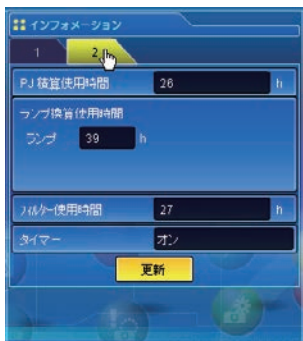 インフォメーション
1 2
PJ 積算使用時間 26 h
ランプ換算使用時間
ランプ 39 h
フィルター使用時間 27 h
タイマー オン
更新